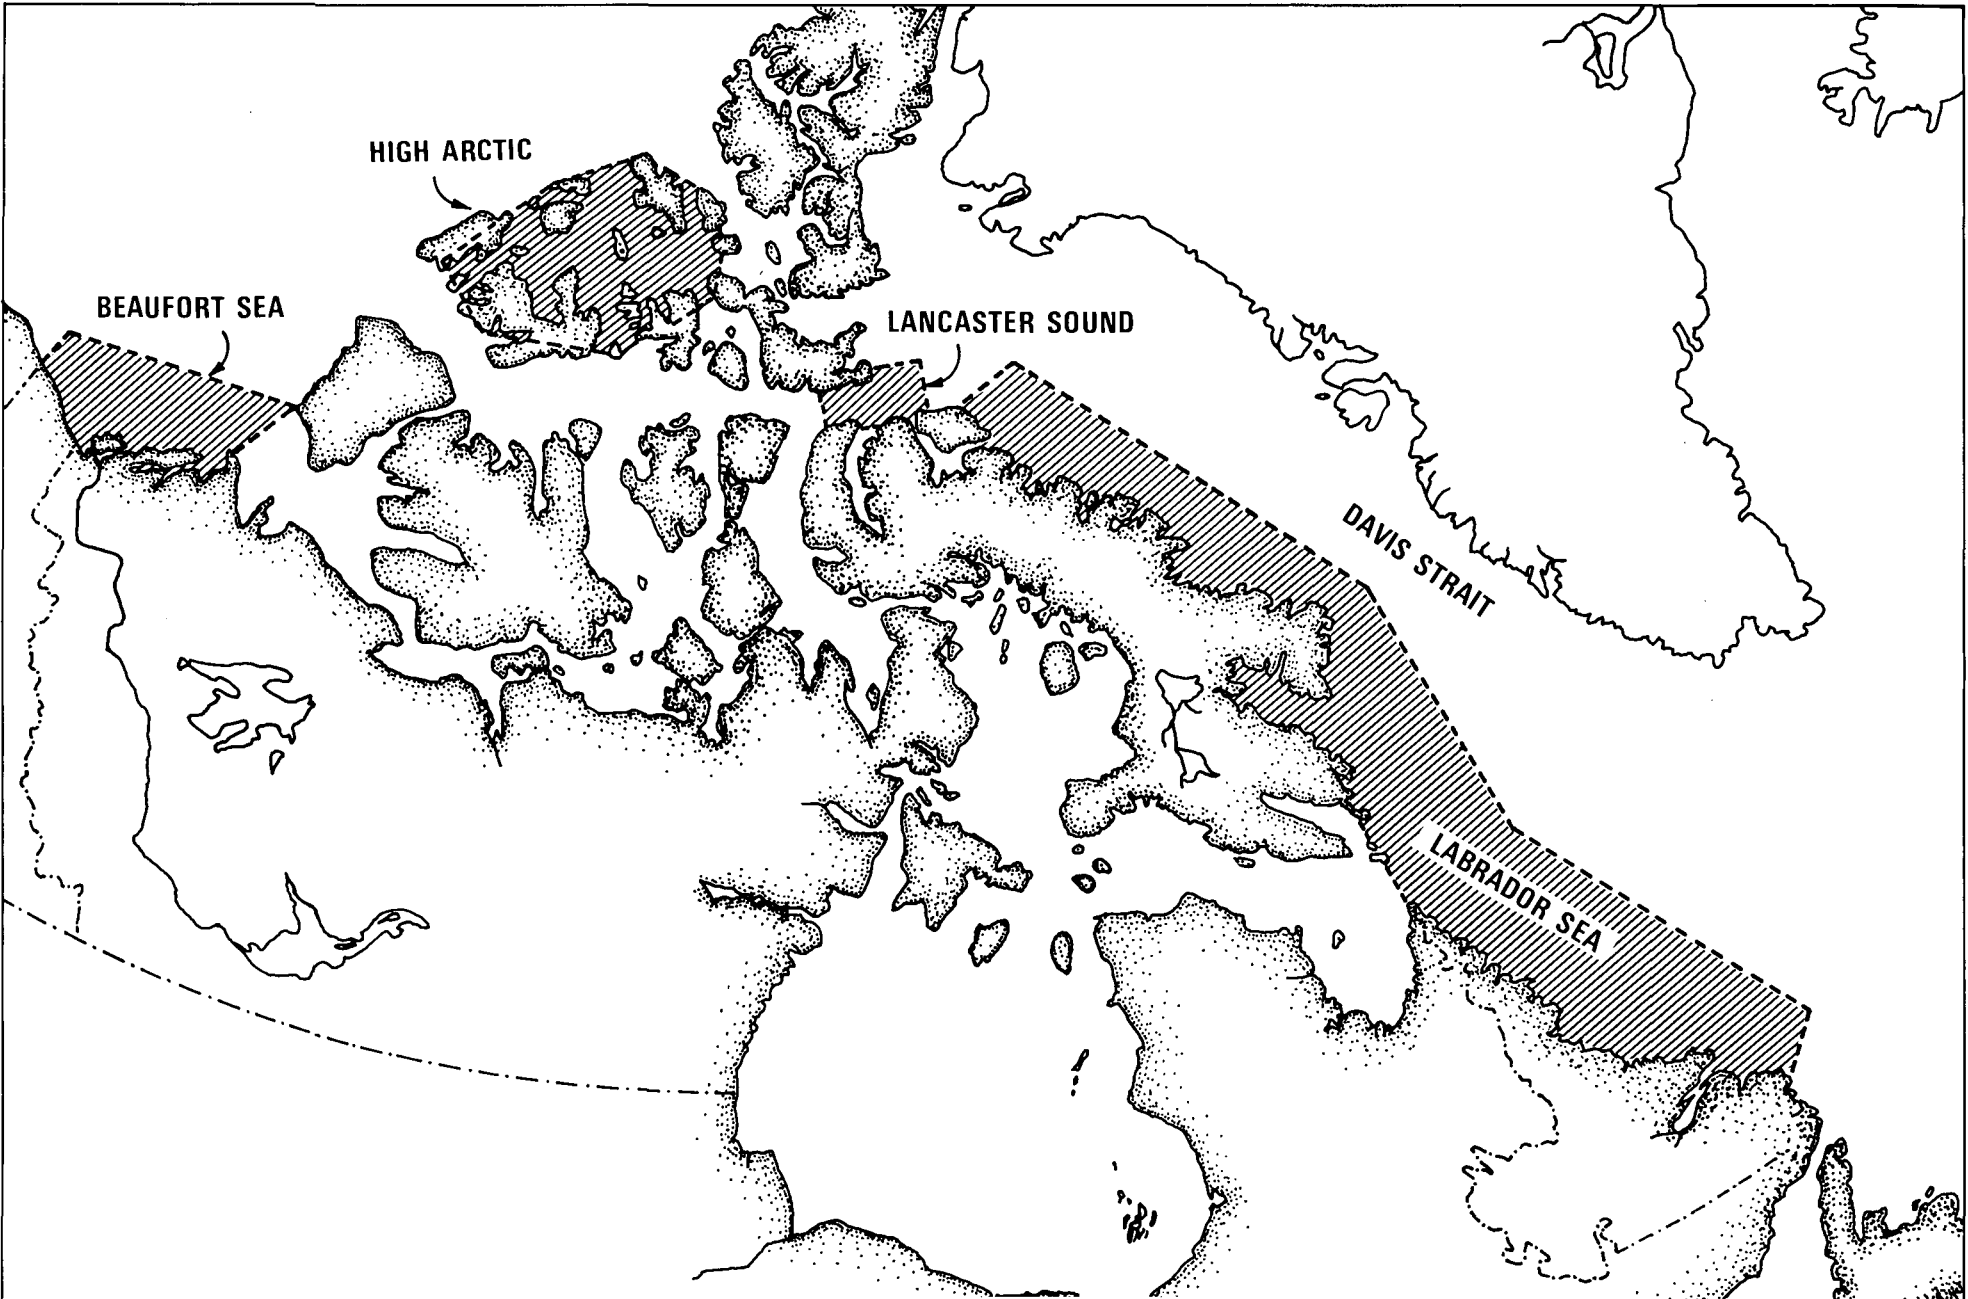 HIGH ARCTIC
BEAUFORT SEA
LANCASTER SOUND
DAVIS STRAIT
LABRADOR SEA